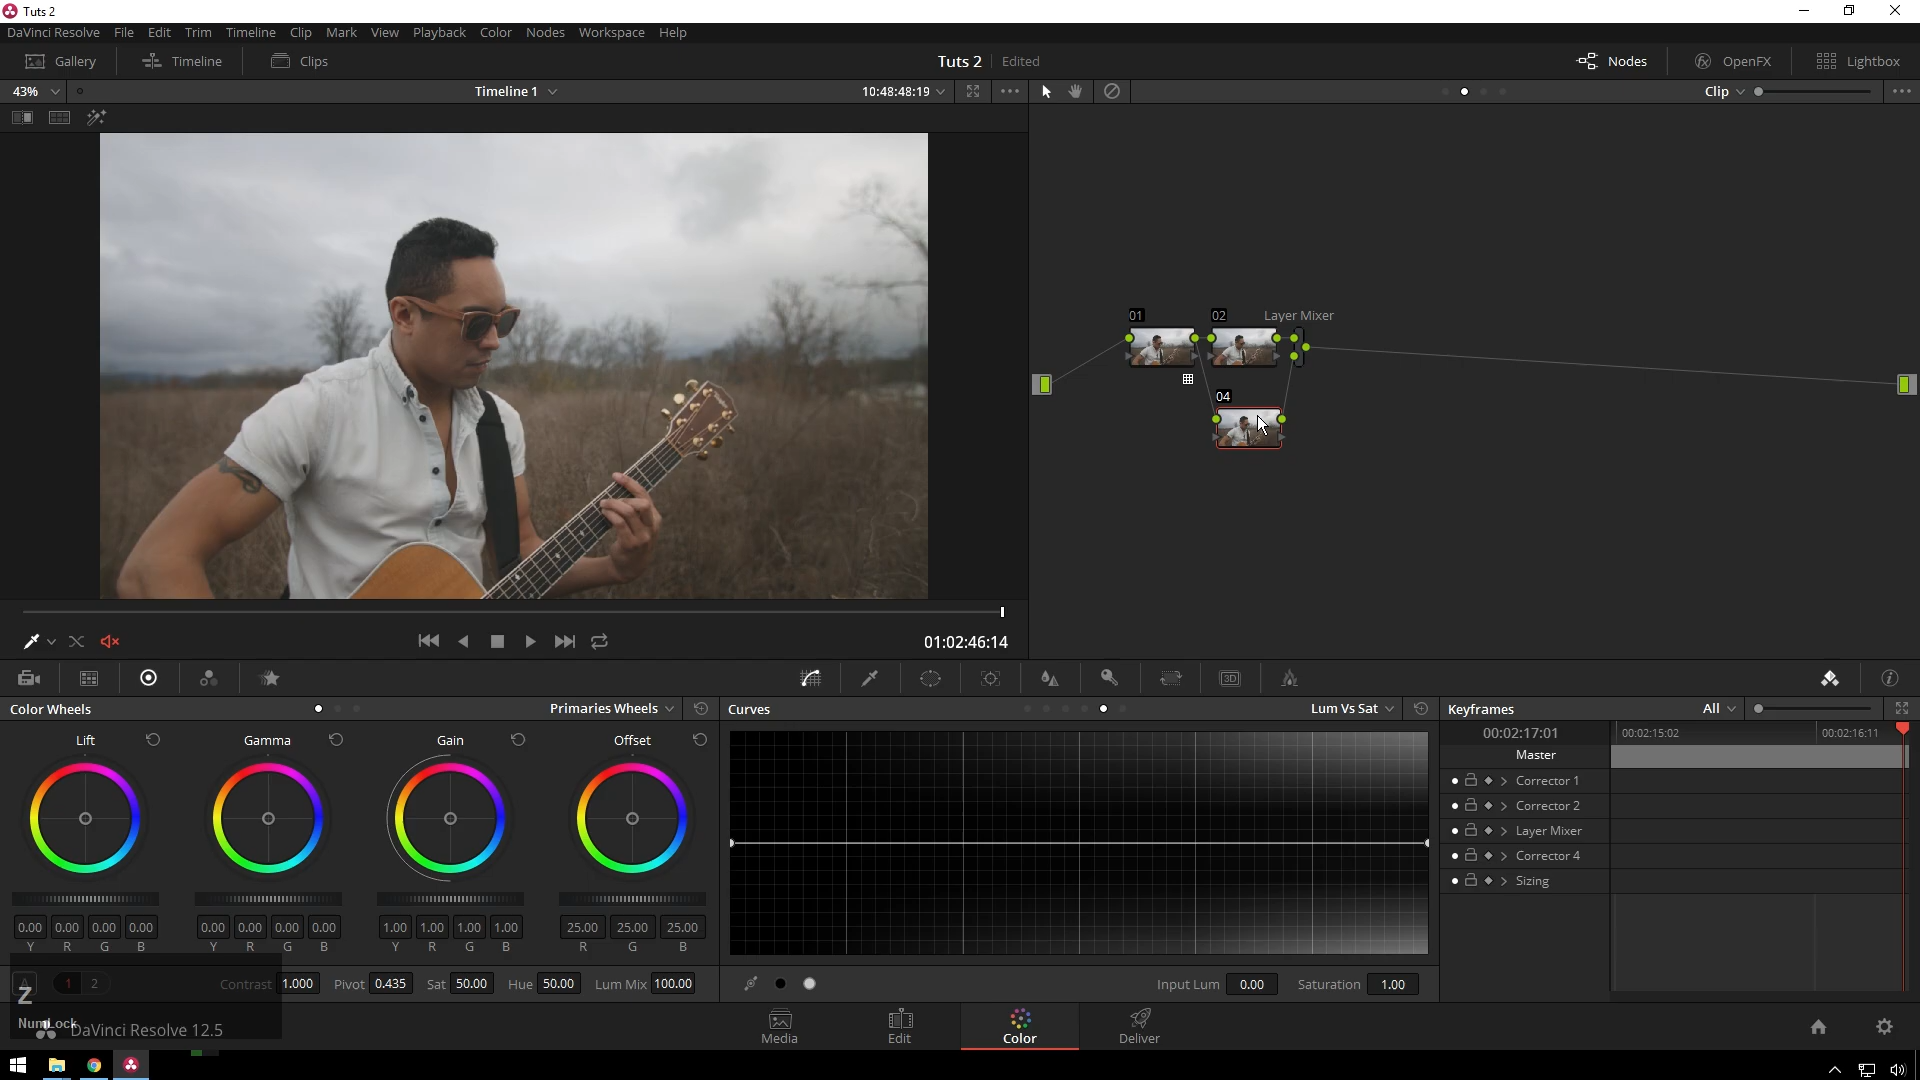 Tuts 2
DaVinci Resolve File Edit Trim Timeline Clip Mark View Playback Color Nodes Workspace Help
Gallery Timeline Clips Tuts 2 Edited Nodes OpenFX Lightbox
43% Timeline 1 10:48:48:19 Clip
01 02 Layer Mixer
04
01:02:46:14
3D
Color Wheels Primaries Wheels Curves Lum Vs Sat Keyframes All
Lift Gamma Gain Offset
00:02:17:01 00:02:15:02 00:02:16:11
Master
Corrector 1
Corrector 2
Layer Mixer
Corrector 4
Sizing
0.00 0.00 0.00 0.00 0.00 0.00 0.00 0.00 1.00 1.00 1.00 1.00 25.00 25.00 25.00
Y R G B Y R G B Y R G B R G B
A 1 2 Contrast 1.000 Pivot 0.435 Sat 50.00 Hue 50.00 Lum Mix 100.00 Input Lum 0.00 Saturation 1.00
Z
NumLock
DaVinci Resolve 12.5
Media Edit Color Deliver